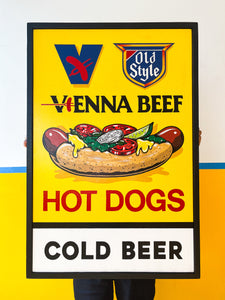 V
Old
Style
VIENNA BEEF
HOT DOGS
COLD BEER